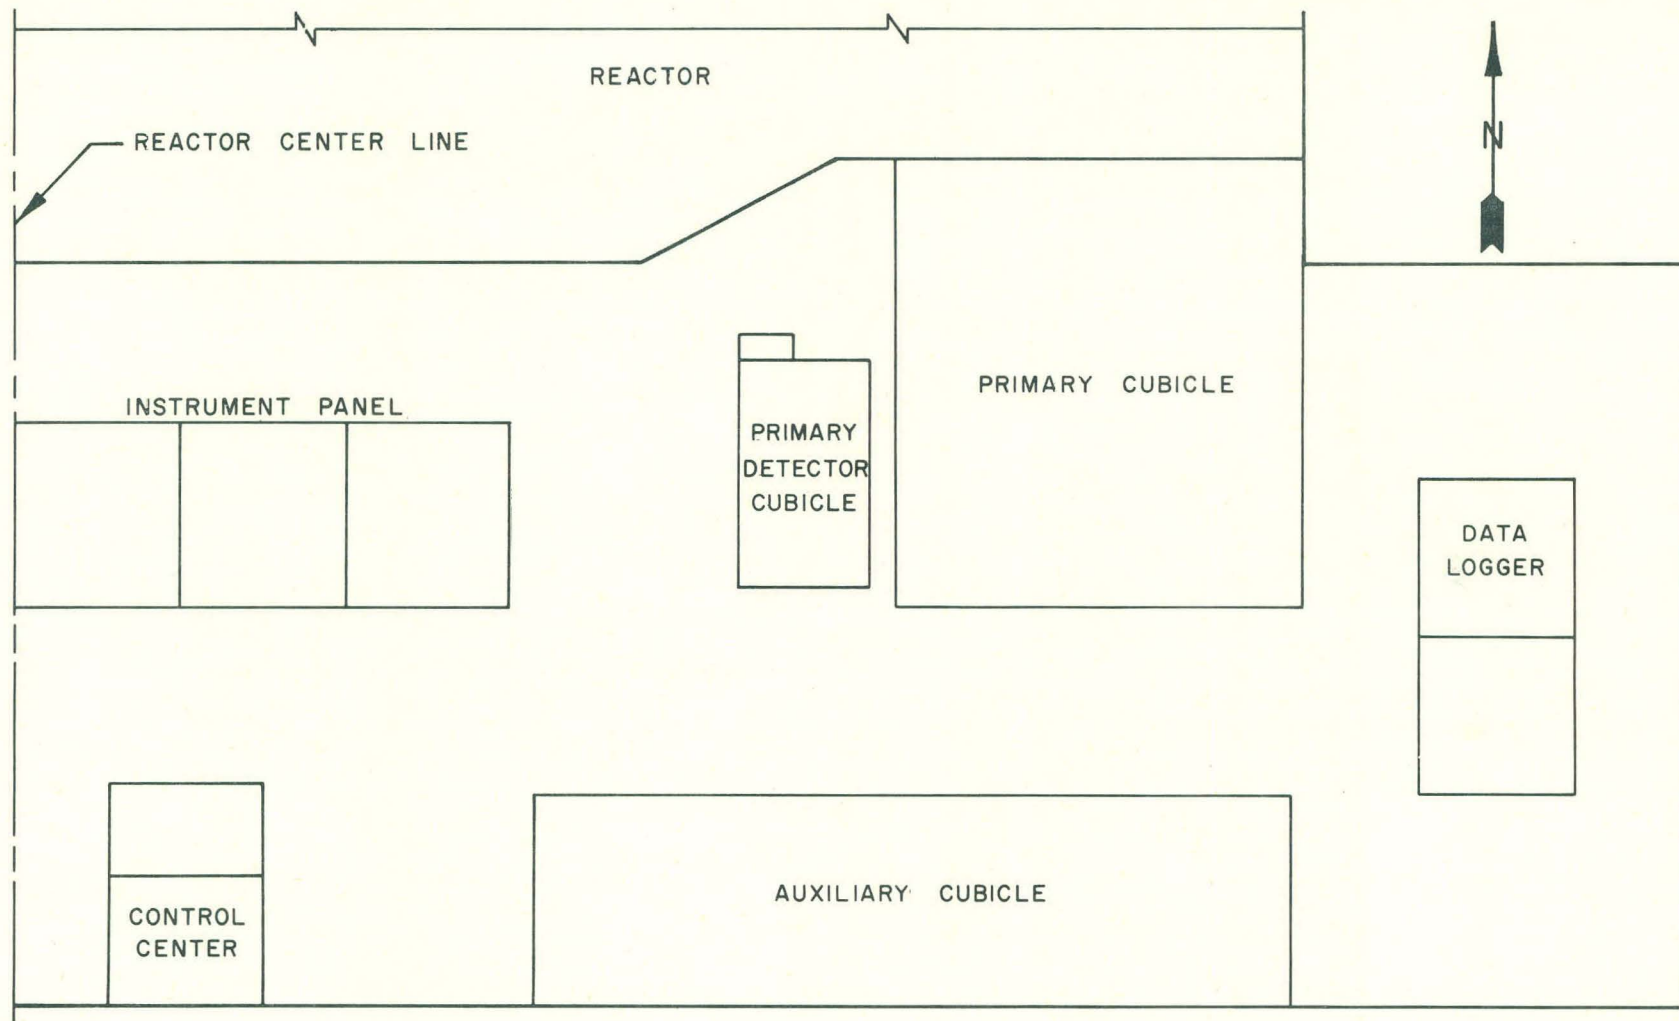 REACTOR
N
REACTOR CENTER LINE
INSTRUMENT PANEL
PRIMARY CUBICLE
PRIMARY
DETECTOR
CUBICLE
DATA
LOGGER
AUXILIARY CUBICLE
CONTROL
CENTER